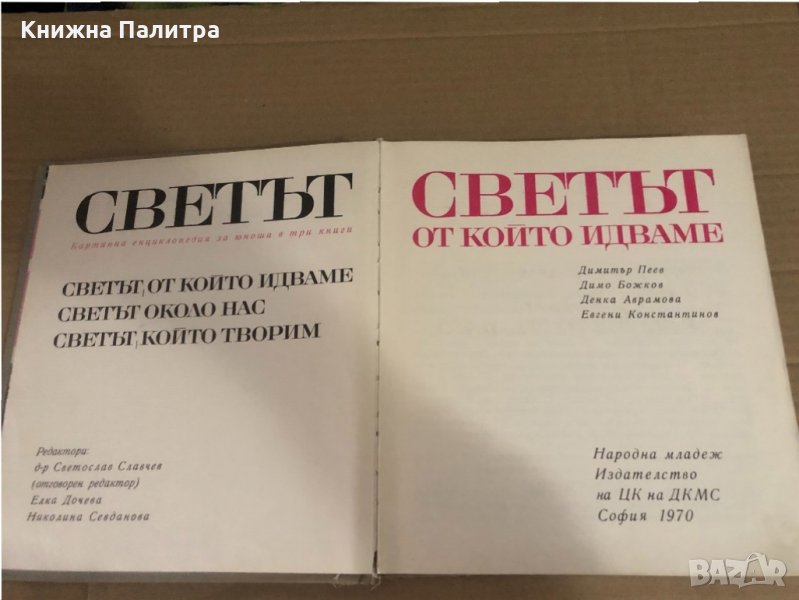 Книжна Палитра
СВЕТЪТ
Картинна енциклопедия за юноша в три книги
СВЕТЪТ, ОТ КОЙТО ИДВАМЕ
СВЕТЪТ ОКОЛО НАС
СВЕТЪТ, КОЙТО ТВОРИМ
Редактори:
д-р Светослав Славчев
(отговорен редактор)
Елка Дочева
Николина Севданова
СВЕТЪТ
ОТ КОЙТО ИДВАМЕ
Димитър Пеев
Димо Божков
Денка Аврамова
Евгени Константинов
Народна младеж
Издателство
на ЦК на ДКМС
София 1970
BAZAR